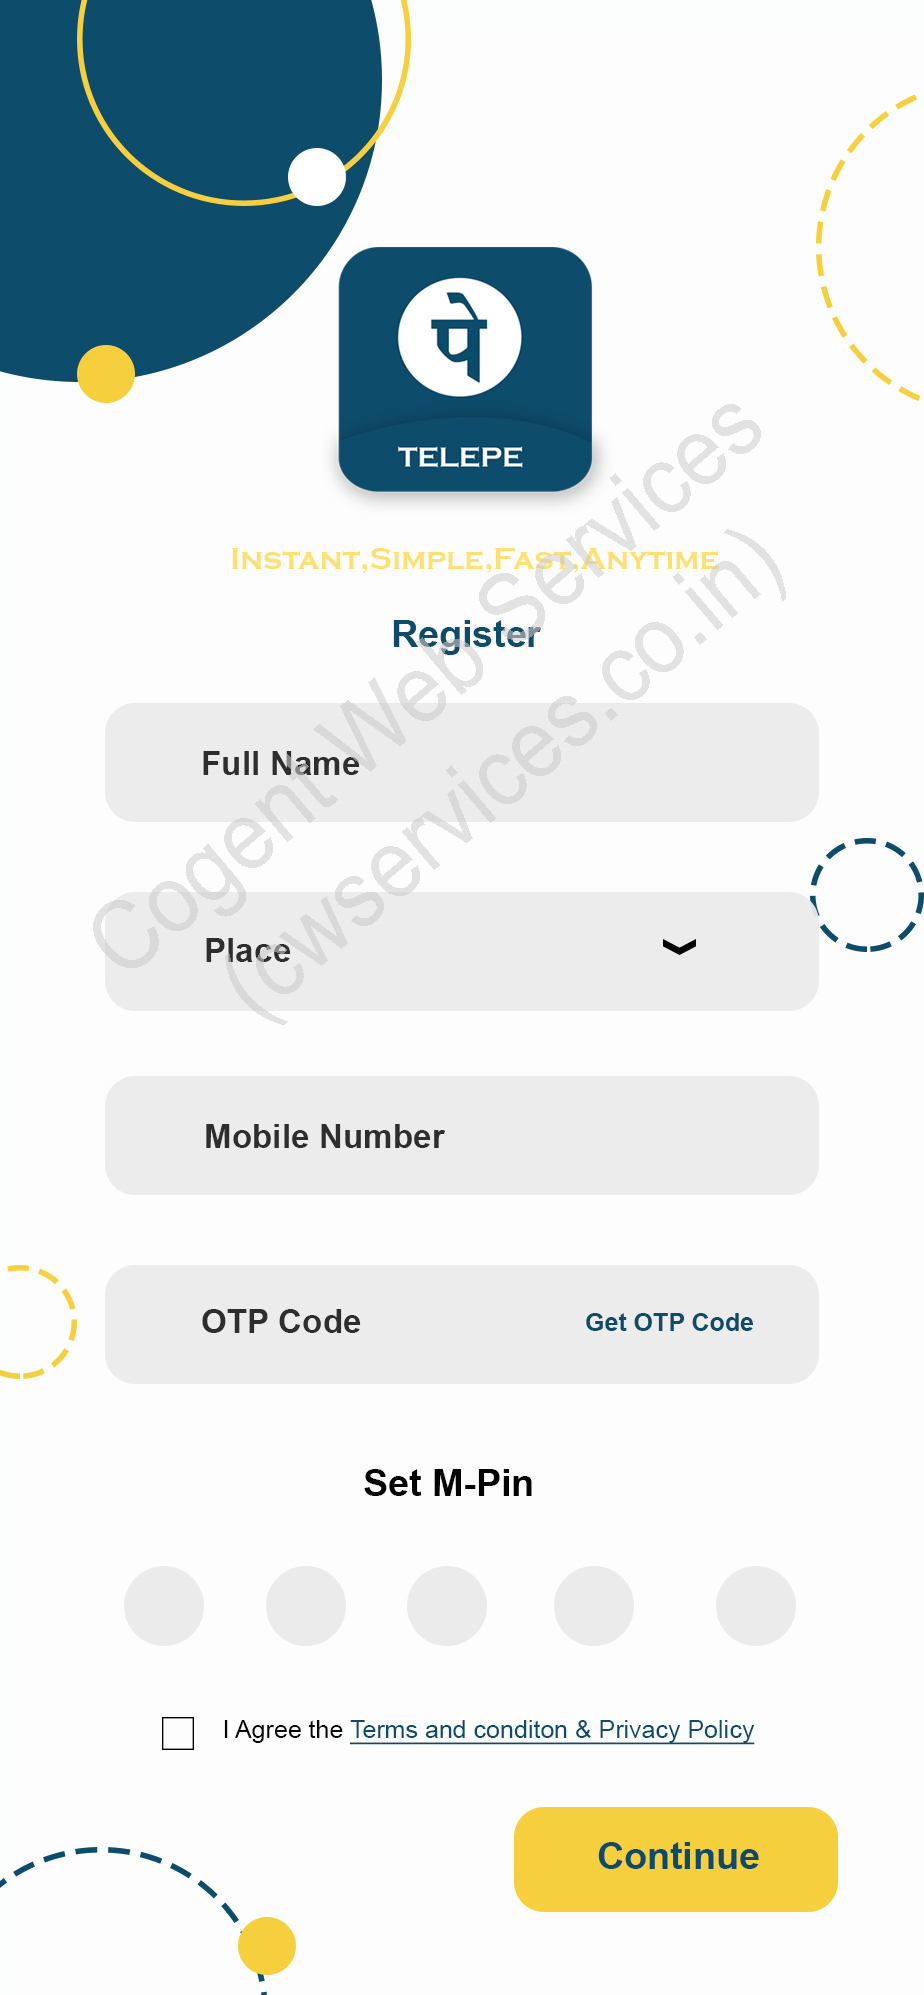 पे
TELEPE
Instant,Simple,Fast,Anytime
Register
Full Name
Place
Mobile Number
OTP Code Get OTP Code
Set M-Pin
I Agree the Terms and conditon & Privacy Policy
Continue
Cogent Web Services
(cwservices.co.in)